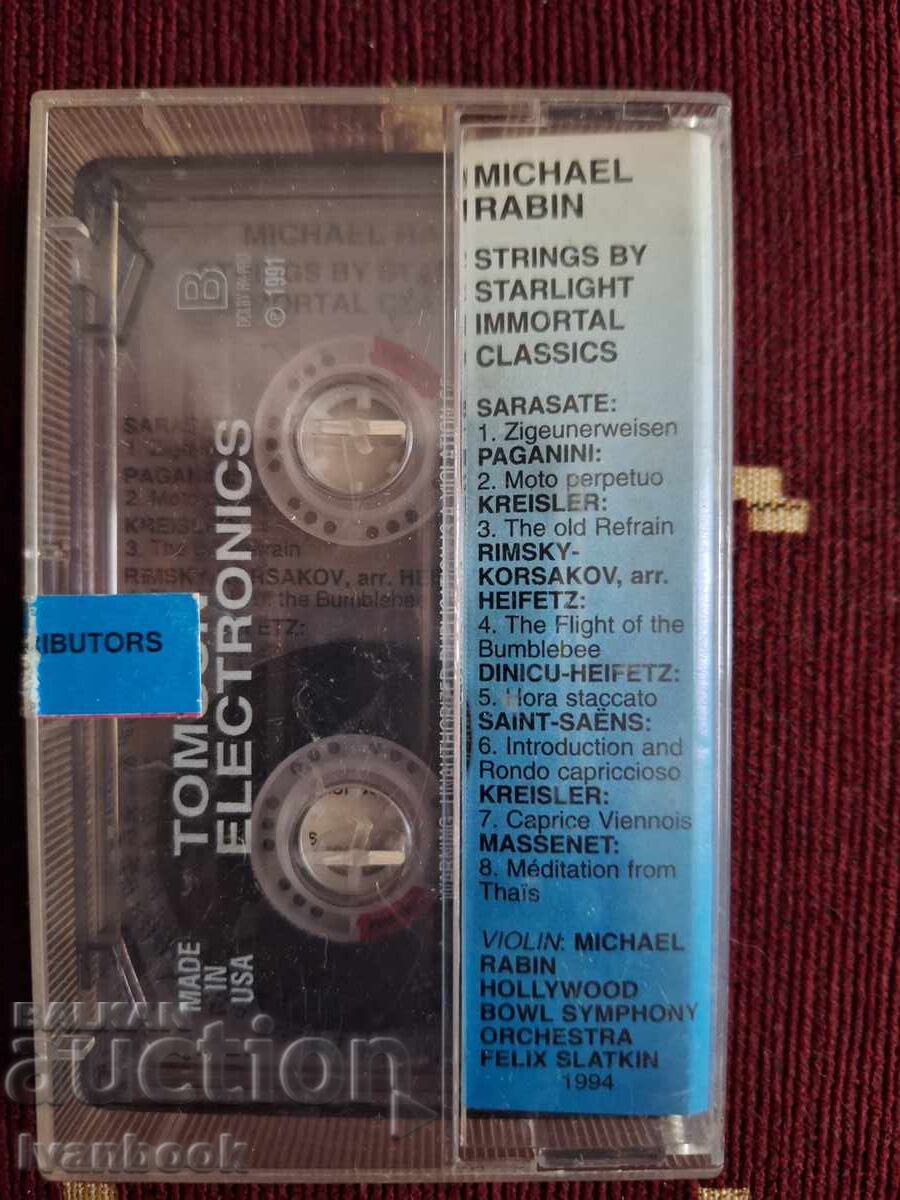 MICHAEL
RABIN
STRINGS BY
STARLIGHT
IMMORTAL
CLASSICS
SARASATE:
1. Zigeunerweisen
PAGANINI:
2. Moto perpetuo
KREISLER:
3. The old Refrain
RIMSKY-
KORSAKOV, arr.
HEIFETZ:
4. The Flight of the
Bumblebee
DINICU-HEIFETZ:
5. Hora staccato
SAINT-SAËNS:
6. Introduction and
Rondo capriccioso
KREISLER:
7. Caprice Viennois
MASSENET:
8. Méditation from
Thaïs
VIOLIN: MICHAEL
RABIN
HOLLYWOOD
BOWL SYMPHONY
ORCHESTRA
FELIX SLATKIN
1994
B
℗ 1991
ELECTRONICS
MADE
IN
USA
RIBUTORS
BALKAN
auction
Ivanbook